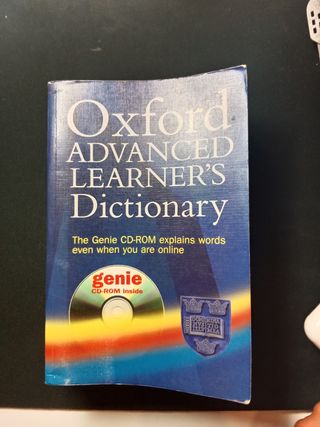 Oxford
ADVANCED
LEARNER'S
Dictionary
The Genie CD-ROM explains words
even when you are online
genie
CD-ROM inside